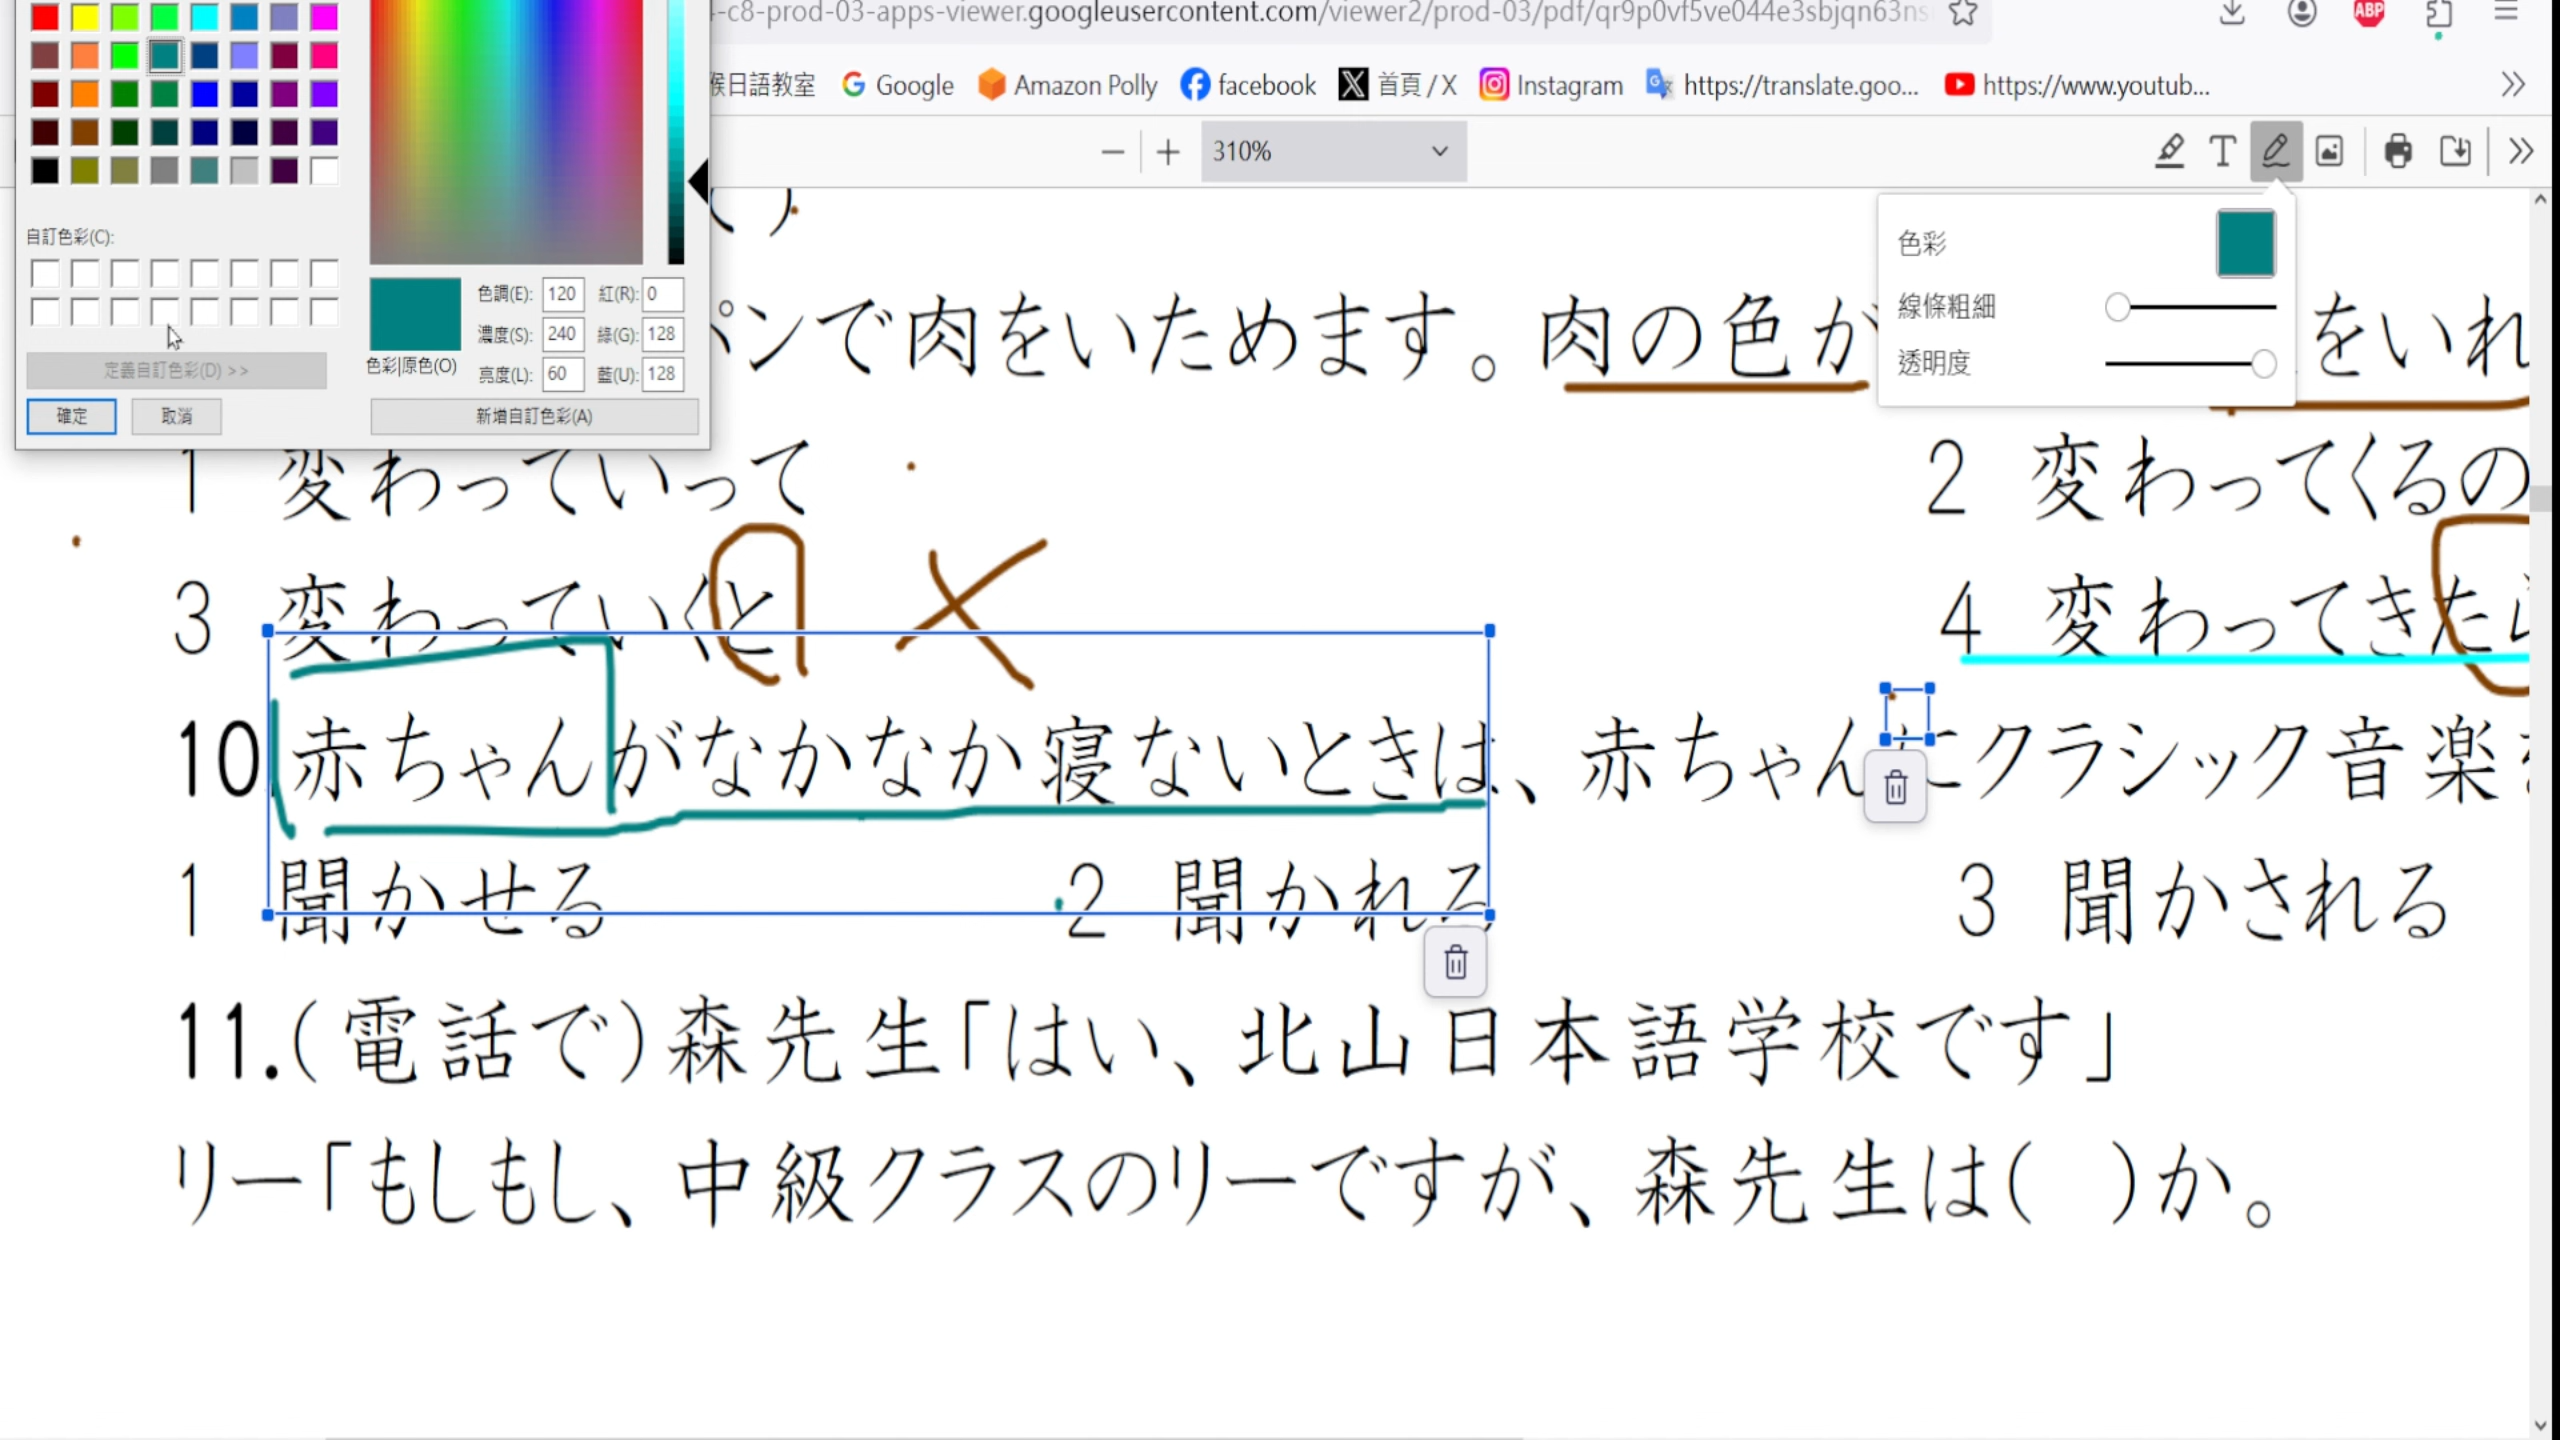 -c8-prod-03-apps-viewer.googleusercontent.com/viewer2/prod-03/pdf/qr9p0vf5ve044e3sbjqn63ns
日語教室 Google Amazon Polly facebook 首頁 / X Instagram https://translate.goo... https://www.youtub...
310%
自訂色彩(C):
色調(E): 120 紅(R): 0
濃度(S): 240 綠(G): 128
亮度(L): 60 藍(U): 128
色彩|原色(O)
定義自訂色彩(D) >>
確定 取消 新增自訂色彩(A)
色彩
線條粗細
透明度
パンで肉をいためます。肉の色が をいれ
1 変わっていって 2 変わってくるの
3 変わっていくと 4 変わってきたら
10 赤ちゃんがなかなか寝ないときは、赤ちゃんにクラシック音楽
1 聞かせる 2 聞かれる 3 聞かされる
11.(電話で)森先生「はい、北山日本語学校です」
リー「もしもし、中級クラスのリーですが、森先生は( )か。